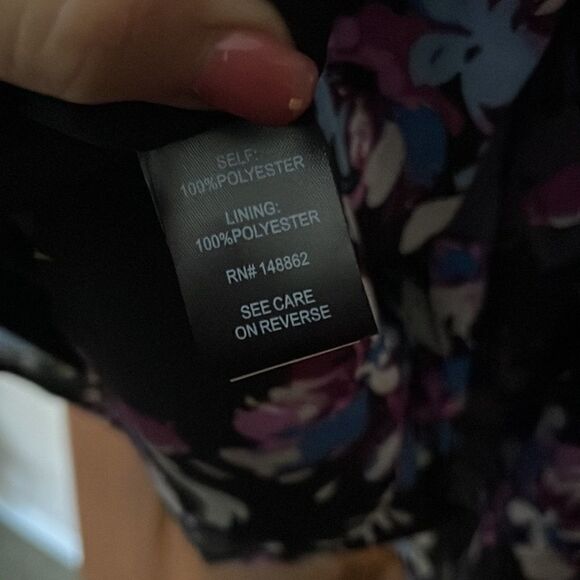 SELF:
100%POLYESTER
LINING:
100%POLYESTER
RN# 148862
SEE CARE
ON REVERSE